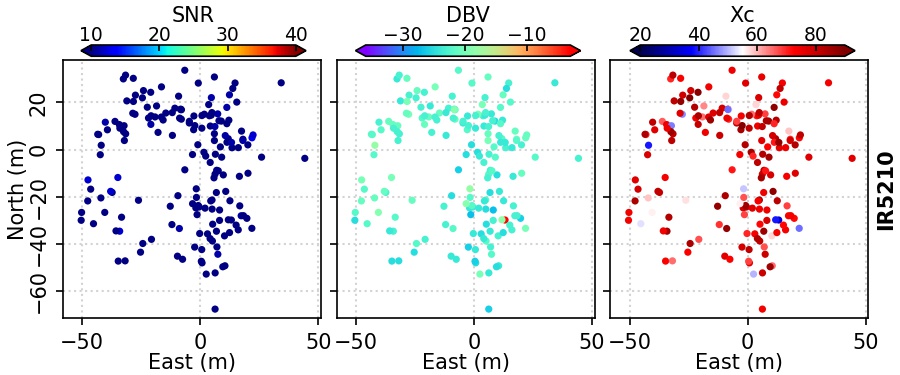 SNR DBV Xc
10 20 30 40 −30 −20 −10 20 40 60 80
20
0
−20
−40
−60
North (m)
−50 0 50 −50 0 50 −50 0 50
East (m) East (m) East (m)
IR5210